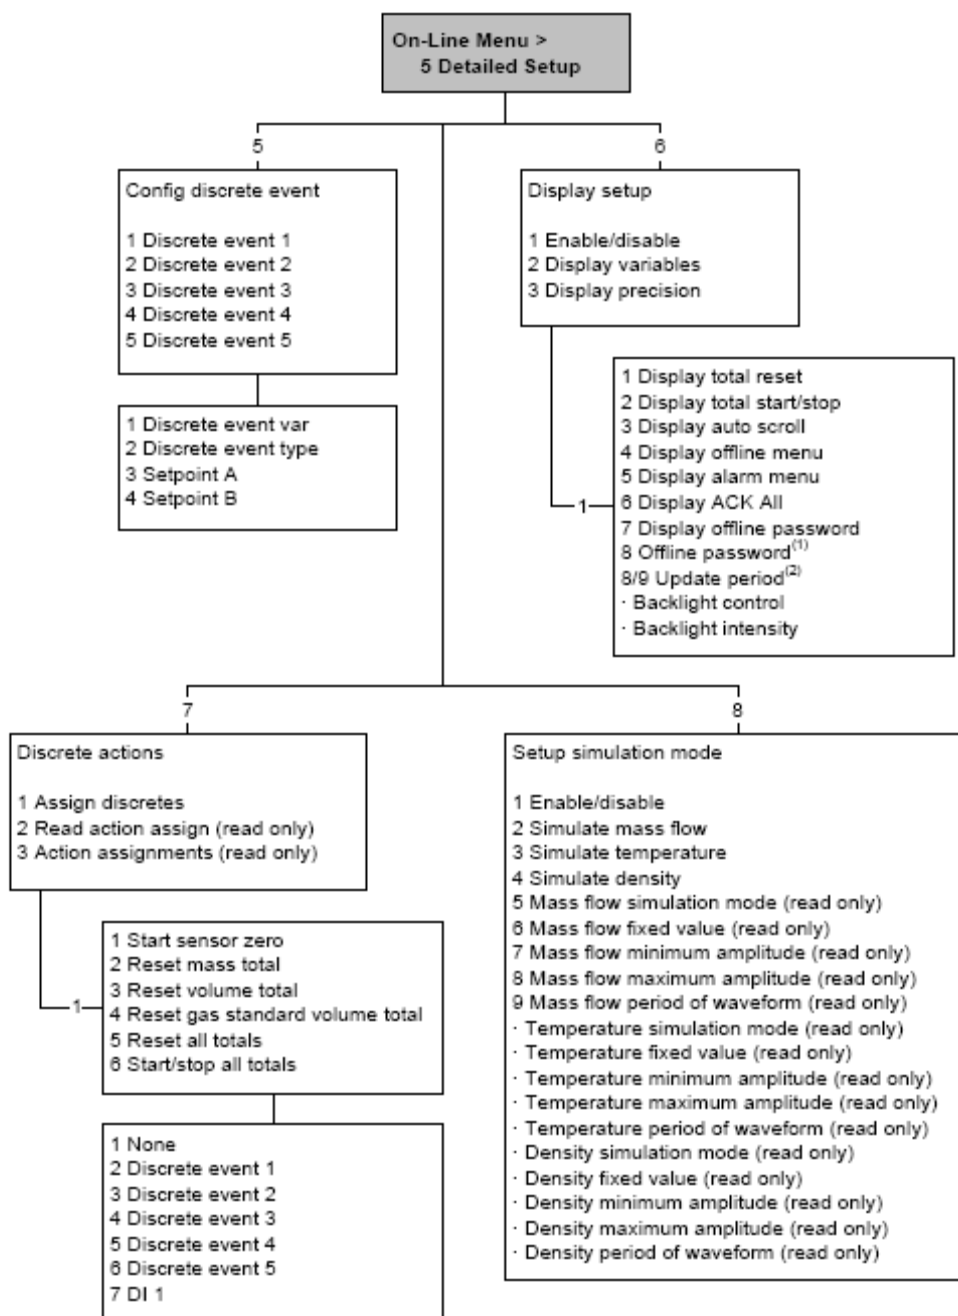 On-Line Menu >
5 Detailed Setup
5
6
Config discrete event
1 Discrete event 1
2 Discrete event 2
3 Discrete event 3
4 Discrete event 4
5 Discrete event 5
1 Discrete event var
2 Discrete event type
3 Setpoint A
4 Setpoint B
Display setup
1 Enable/disable
2 Display variables
3 Display precision
1
1 Display total reset
2 Display total start/stop
3 Display auto scroll
4 Display offline menu
5 Display alarm menu
6 Display ACK All
7 Display offline password
8 Offline password(1)
8/9 Update period(2)
· Backlight control
· Backlight intensity
7
8
Discrete actions
1 Assign discretes
2 Read action assign (read only)
3 Action assignments (read only)
1
1 Start sensor zero
2 Reset mass total
3 Reset volume total
4 Reset gas standard volume total
5 Reset all totals
6 Start/stop all totals
1 None
2 Discrete event 1
3 Discrete event 2
4 Discrete event 3
5 Discrete event 4
6 Discrete event 5
7 DI 1
Setup simulation mode
1 Enable/disable
2 Simulate mass flow
3 Simulate temperature
4 Simulate density
5 Mass flow simulation mode (read only)
6 Mass flow fixed value (read only)
7 Mass flow minimum amplitude (read only)
8 Mass flow maximum amplitude (read only)
9 Mass flow period of waveform (read only)
· Temperature simulation mode (read only)
· Temperature fixed value (read only)
· Temperature minimum amplitude (read only)
· Temperature maximum amplitude (read only)
· Temperature period of waveform (read only)
· Density simulation mode (read only)
· Density fixed value (read only)
· Density minimum amplitude (read only)
· Density maximum amplitude (read only)
· Density period of waveform (read only)